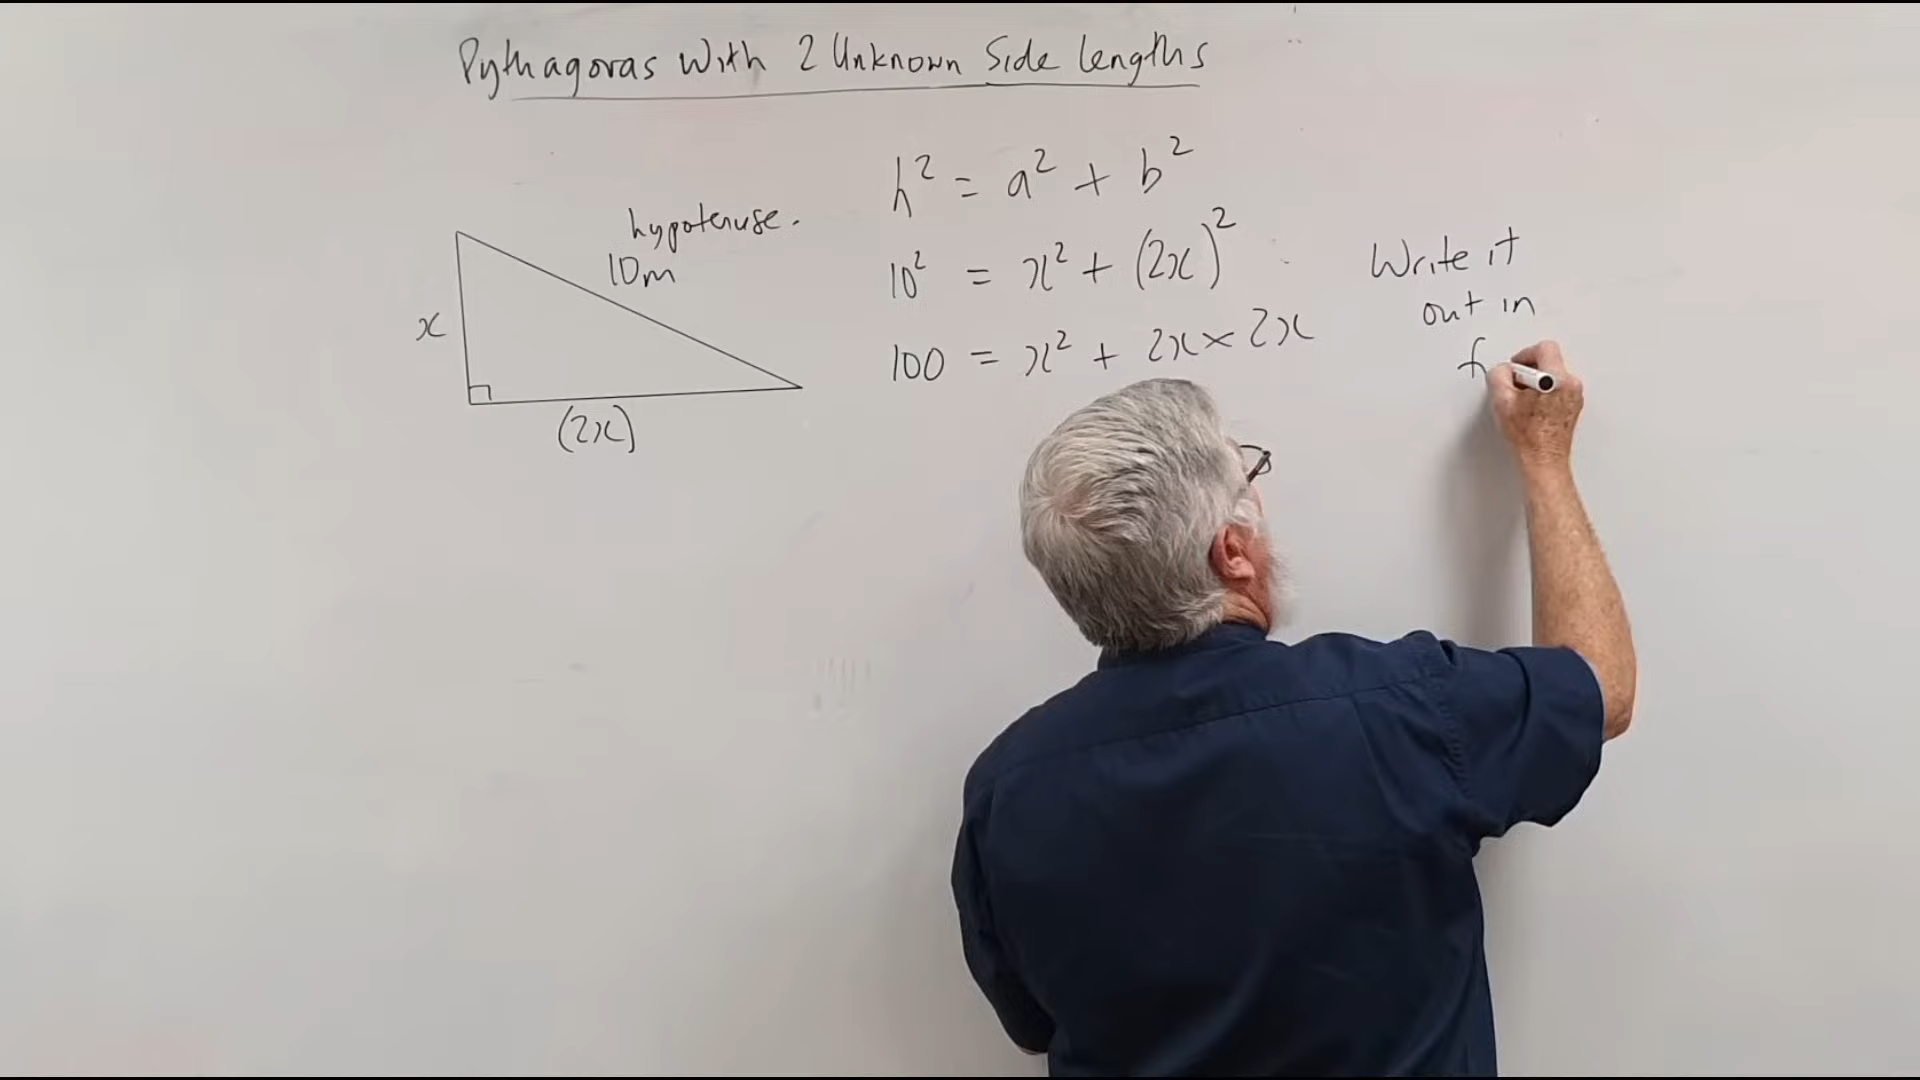 Pythagoras With 2 Unknown Side lengths
hypotenuse.
10m
x
(2x)
h² = a² + b²
10² = x² + (2x)²
100 = x² + 2x × 2x
Write it
out in
f